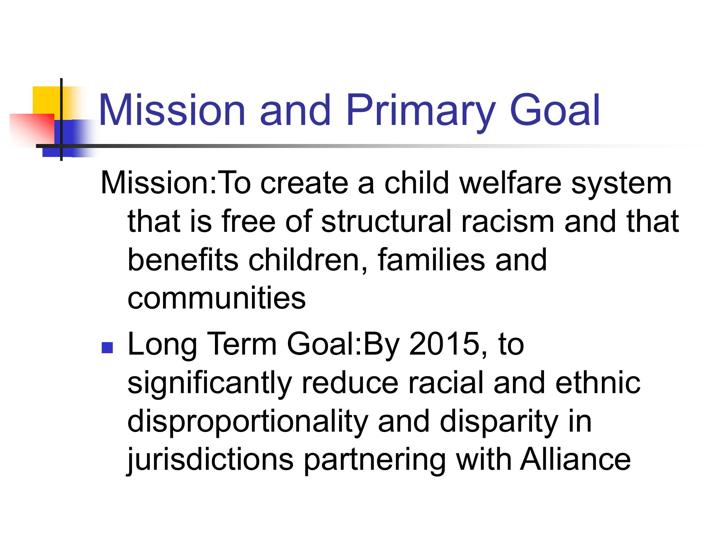 Mission and Primary Goal
Mission:To create a child welfare system
that is free of structural racism and that
benefits children, families and
communities
Long Term Goal:By 2015, to
significantly reduce racial and ethnic
disproportionality and disparity in
jurisdictions partnering with Alliance